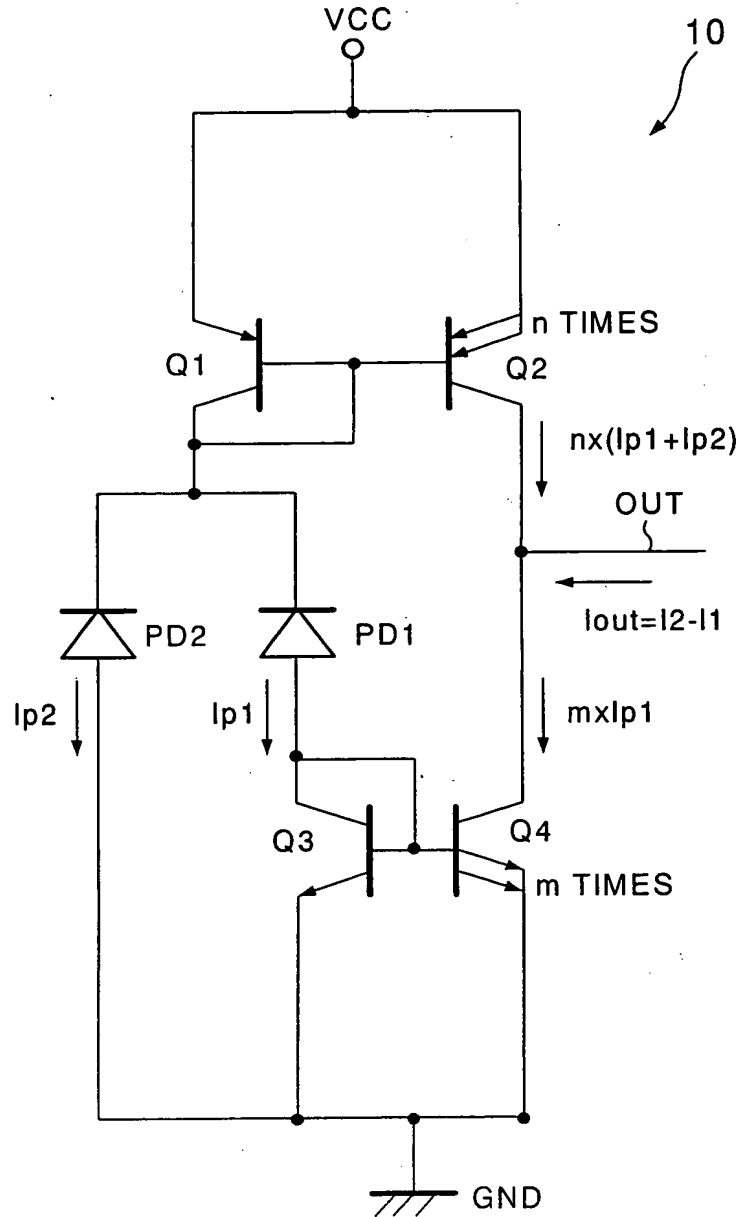 VCC
10
n TIMES
Q1
Q2
nx(Ip1+Ip2)
OUT
Iout=I2-I1
PD2
PD1
Ip2
Ip1
mxIp1
Q3
Q4
m TIMES
GND